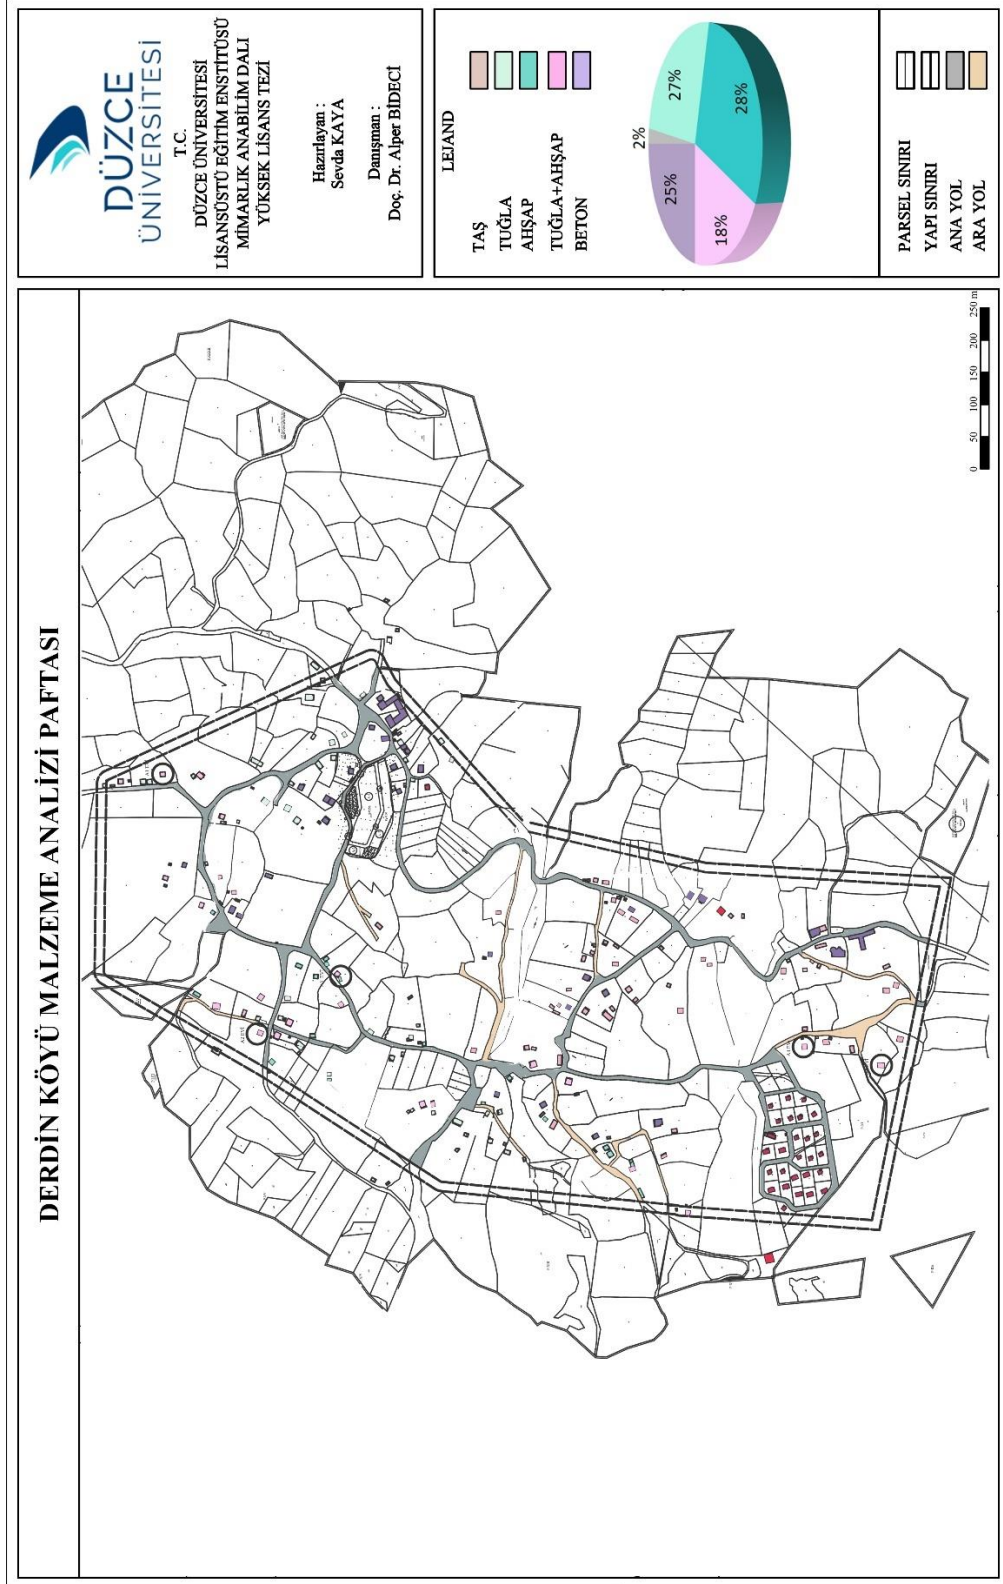 DERDİN KÖYÜ MALZEME ANALİZİ PAFTASI
DÜZCE
ÜNİVERSİTESİ
T.C.
DÜZCE ÜNİVERSİTESİ
LİSANSÜSTÜ EĞİTİM ENSTİTÜSÜ
MİMARLIK ANABİLİM DALI
YÜKSEK LİSANS TEZİ
Hazırlayan :
Sevda KAYA
Danışman :
Doç. Dr. Alper BİDECİ
LEJAND
TAŞ
TUĞLA
AHŞAP
TUĞLA+AHŞAP
BETON
2%
27%
28%
18%
25%
PARSEL SINIRI
YAPI SINIRI
ANA YOL
ARA YOL
0 50 100 150 200 250 m